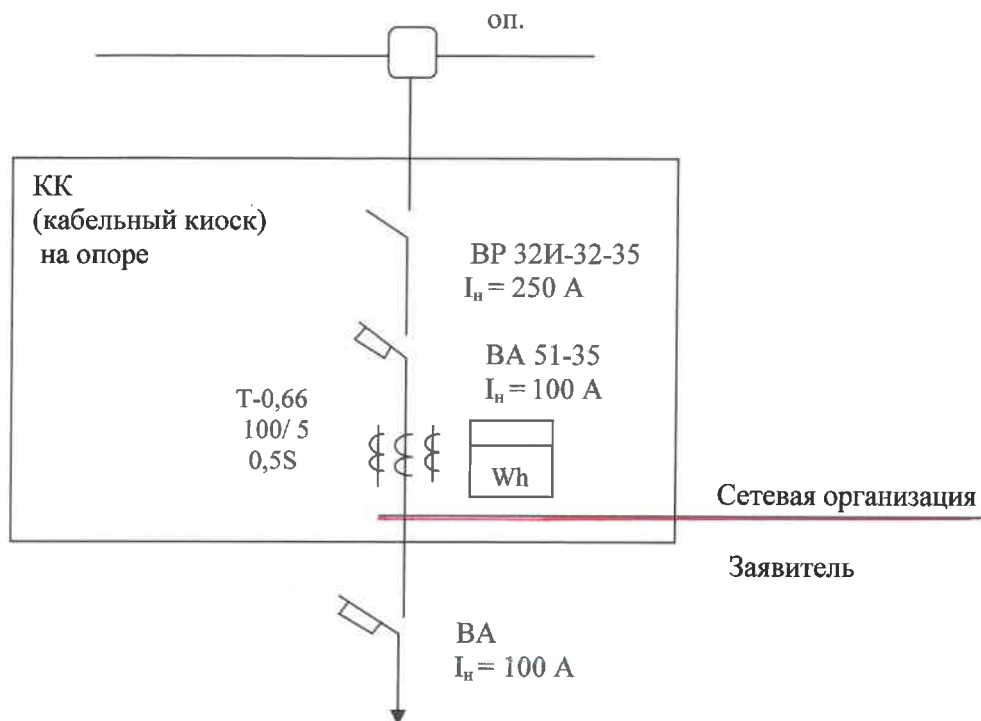 оп.
КК
(кабельный киоск)
на опоре
ВР 32И-32-35
Iн = 250 А
ВА 51-35
Iн = 100 А
Т-0,66
100/ 5
0,5S
Wh
Сетевая организация
Заявитель
ВА
Iн = 100 А